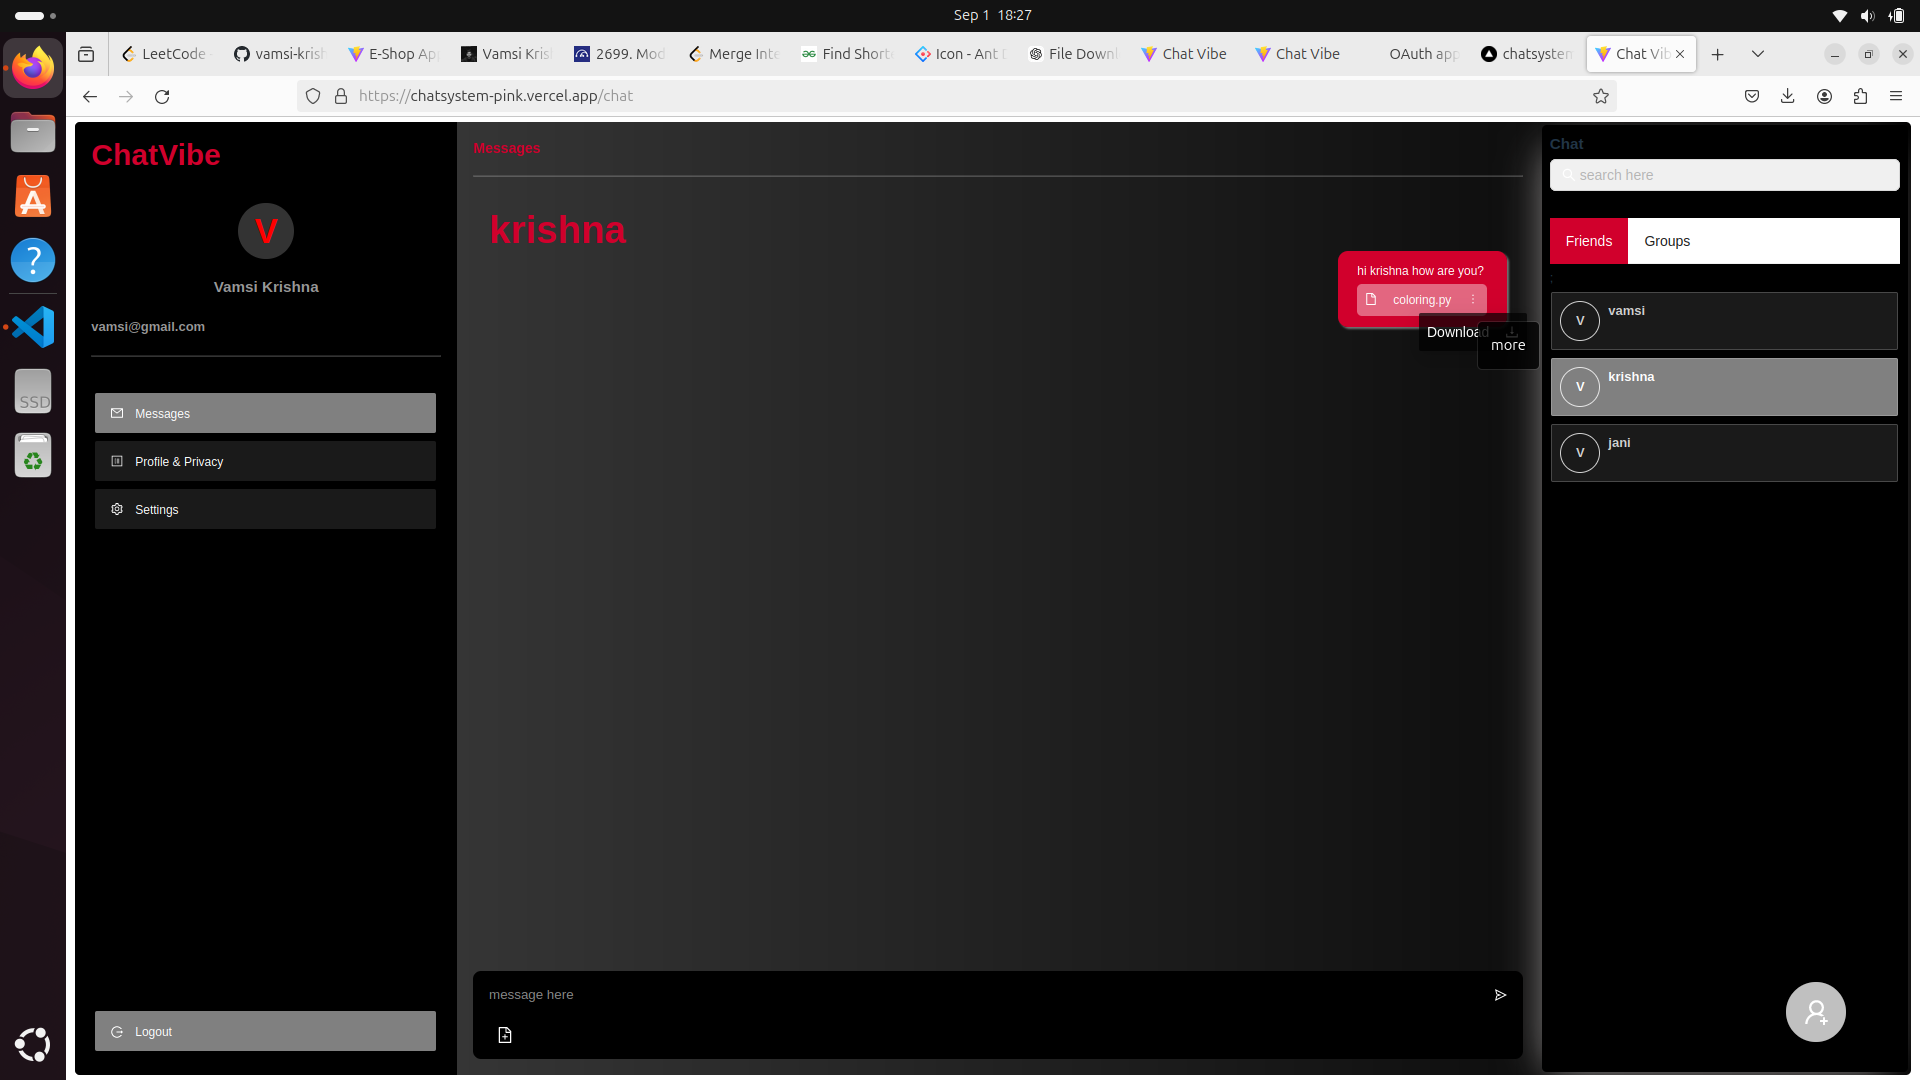 Sep 1 18:27
LeetCode
vamsi-krish
E-Shop App
Vamsi Kris
2699. Mod
Merge Inte
Find Shorte
Icon - Ant D
File Downl
Chat Vibe
Chat Vibe
OAuth app
chatsystem
Chat Vib
https://chatsystem-pink.vercel.app/chat
SSD
ChatVibe
V
Vamsi Krishna
vamsi@gmail.com
Messages
Profile & Privacy
Settings
Logout
Messages
krishna
hi krishna how are you?
coloring.py
Download
more
message here
Chat
search here
Friends
Groups
V
vamsi
V
krishna
V
jani